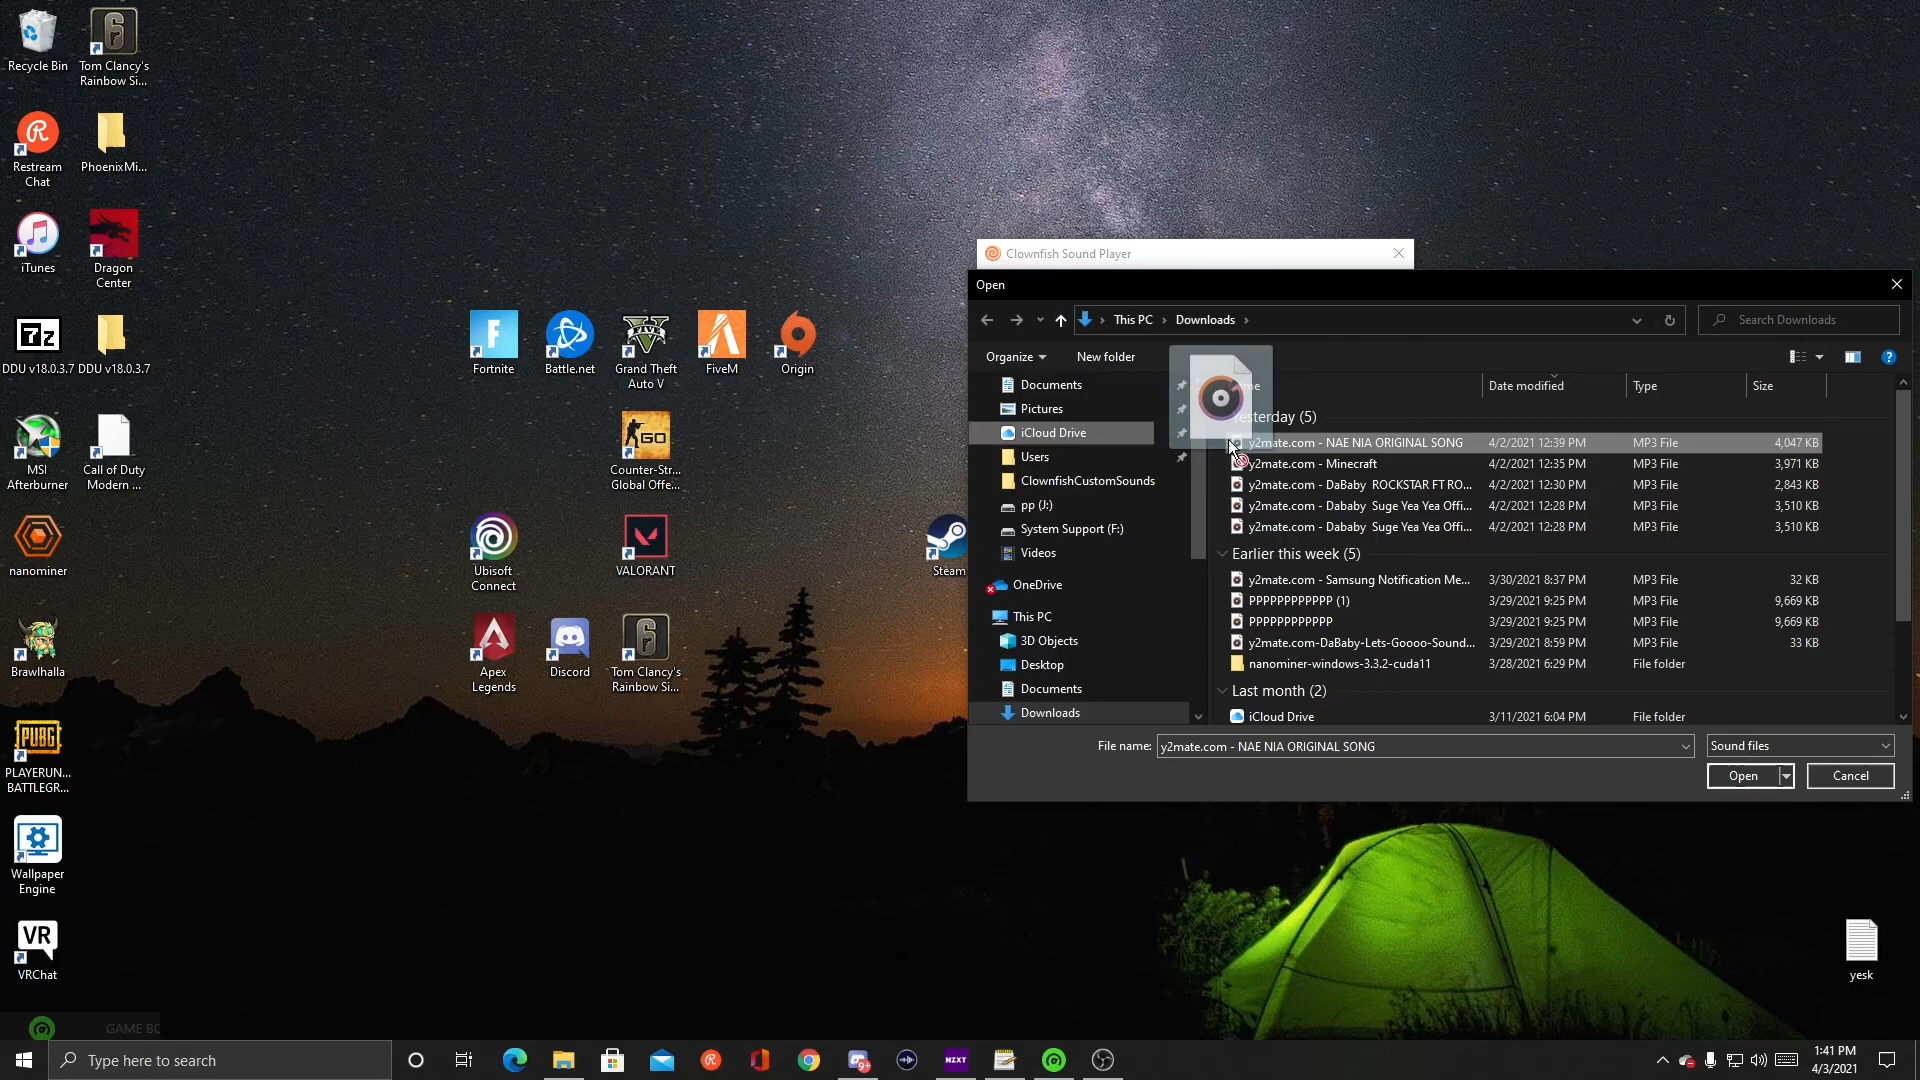 Recycle Bin
Tom Clancy's
Rainbow Si...
Restream
Chat
PhoenixMi...
iTunes
Dragon
Center
DDU v18.0.3.7
DDU v18.0.3.7
MSI
Afterburner
Call of Duty
Modern ...
nanominer
Brawlhalla
PUBG
PLAYERUN...
BATTLEGR...
Wallpaper
Engine
VR
VRChat
GAME BO
Fortnite
Battle.net
Grand Theft
Auto V
FiveM
Origin
GO
Counter-Str...
Global Offe...
Ubisoft
Connect
VALORANT
Steam
Apex
Legends
Discord
Tom Clancy's
Rainbow Si...
Clownfish Sound Player
Open
This PC
Downloads
Search Downloads
Organize
New folder
Documents
Pictures
iCloud Drive
Users
ClownfishCustomSounds
pp (J:)
System Support (F:)
Videos
OneDrive
This PC
3D Objects
Desktop
Documents
Downloads
Date modified Type Size
Yesterday (5)
y2mate.com - NAE NIA ORIGINAL SONG 4/2/2021 12:39 PM MP3 File 4,047 KB
y2mate.com - Minecraft 4/2/2021 12:35 PM MP3 File 3,971 KB
y2mate.com - DaBaby ROCKSTAR FT RO... 4/2/2021 12:30 PM MP3 File 2,843 KB
y2mate.com - Dababy Suge Yea Yea Offi... 4/2/2021 12:28 PM MP3 File 3,510 KB
y2mate.com - Dababy Suge Yea Yea Offi... 4/2/2021 12:28 PM MP3 File 3,510 KB
Earlier this week (5)
y2mate.com - Samsung Notification Me... 3/30/2021 8:37 PM MP3 File 32 KB
PPPPPPPPPPPP (1) 3/29/2021 9:25 PM MP3 File 9,669 KB
PPPPPPPPPPPP 3/29/2021 9:25 PM MP3 File 9,669 KB
y2mate.com-DaBaby-Lets-Goooo-Sound... 3/29/2021 8:59 PM MP3 File 33 KB
nanominer-windows-3.3.2-cuda11 3/28/2021 6:29 PM File folder
Last month (2)
iCloud Drive 3/11/2021 6:04 PM File folder
File name: y2mate.com - NAE NIA ORIGINAL SONG
Sound files
Open
Cancel
yesk
Type here to search
9+
NZXT
1:41 PM
4/3/2021